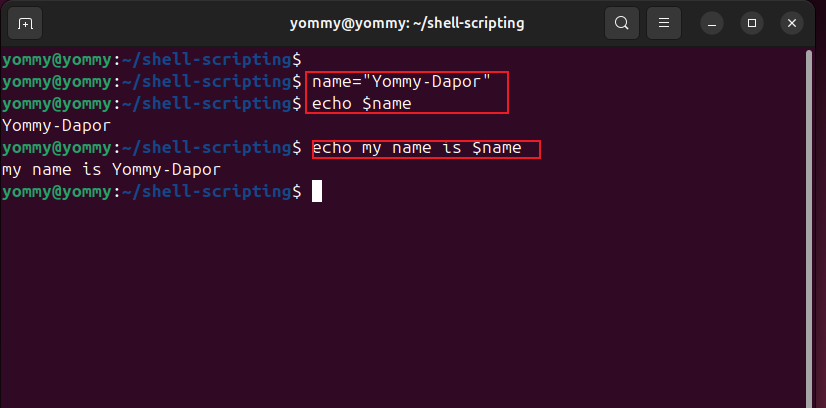 yommy@yommy: ~/shell-scripting
yommy@yommy:~/shell-scripting$
yommy@yommy:~/shell-scripting$ name="Yommy-Dapor"
yommy@yommy:~/shell-scripting$ echo $name
Yommy-Dapor
yommy@yommy:~/shell-scripting$ echo my name is $name
my name is Yommy-Dapor
yommy@yommy:~/shell-scripting$